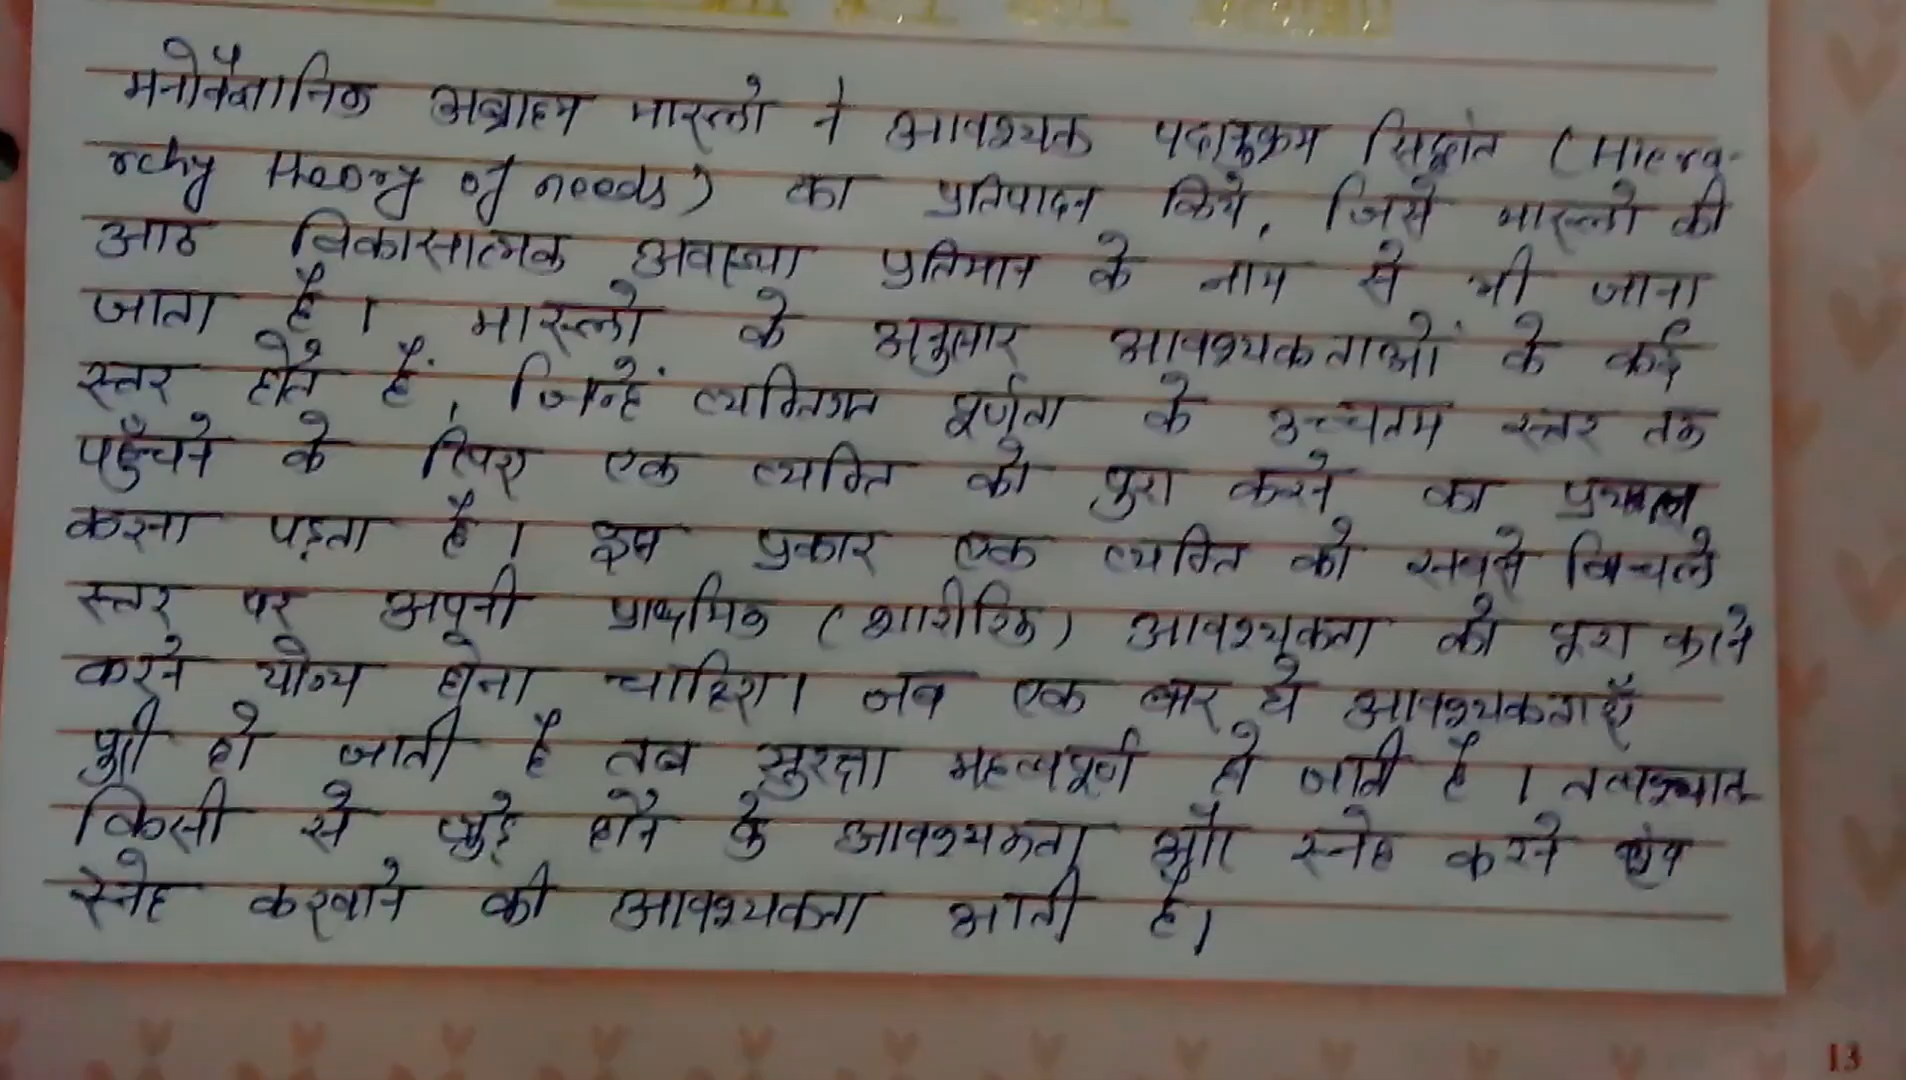 मनोवैज्ञानिक अब्राहम मास्लो ने आवश्यक पदानुक्रम सिद्धांत (Hiera-
rchy Theory of needs) का प्रतिपादन किये, जिसे मास्लो की
आठ विकासात्मक अवस्था प्रतिमान के नाम से भी जाना
जाता है। मास्लो के अनुसार आवश्यकताओं के कई
स्तर होते हैं, जिन्हें व्यक्तिगत पूर्णता के उच्चतम स्तर तक
पहुँचने के लिए एक व्यक्ति को पुरा करने का प्रयत्न
करना पड़ता है। इस प्रकार एक व्यक्ति को सबसे निचले
स्तर पर अपनी प्राथमिक (शारीरिक) आवश्यकता को पूरा करने
करने योग्य होना चाहिए। जब एक बार ये आवश्यकताएँ
पुरी हो जाती है तब सुरक्षा महत्वपूर्ण हो जाती है। तत्पश्चात
किसी से जुड़े होने के आवश्यकता और स्नेह करने एंव
स्नेह करवाने की आवश्यकता आती है।
13